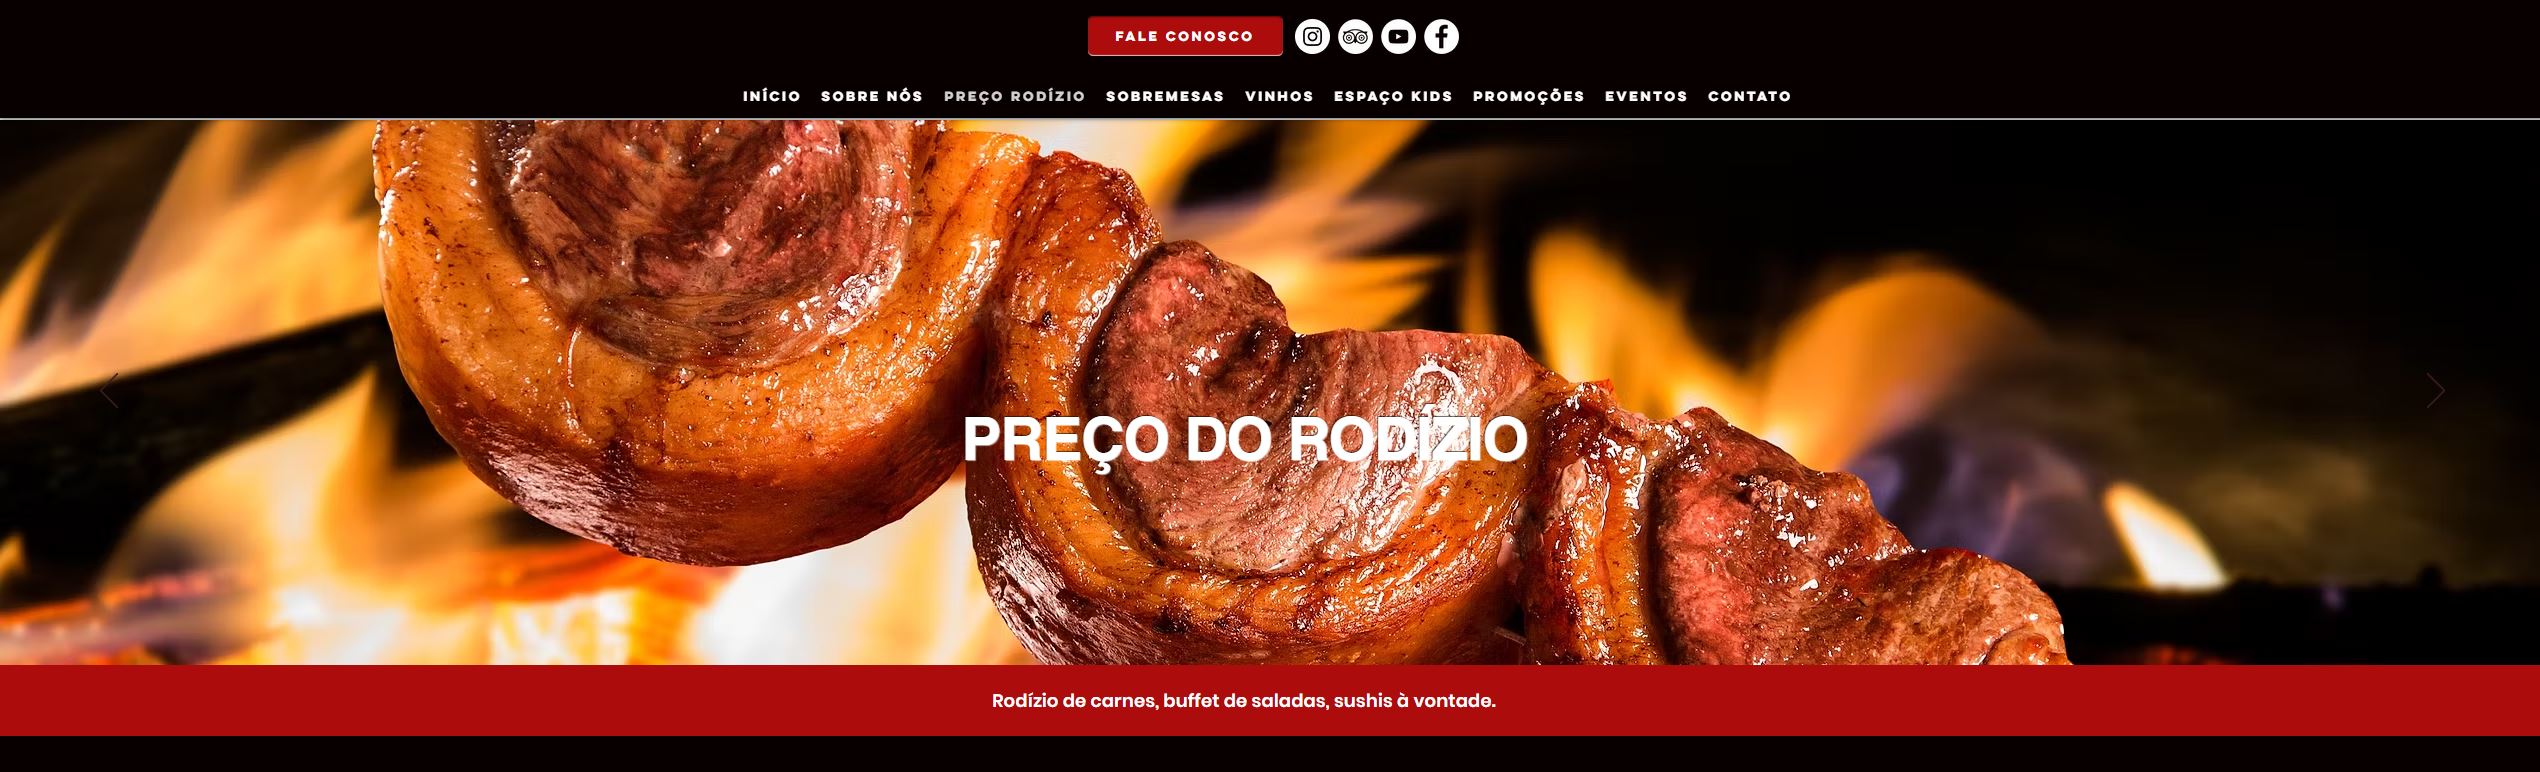 FALE CONOSCO
INÍCIO SOBRE NÓS PREÇO RODÍZIO SOBREMESAS VINHOS ESPAÇO KIDS PROMOÇÕES EVENTOS CONTATO
PREÇO DO RODÍZIO
Rodízio de carnes, buffet de saladas, sushis à vontade.